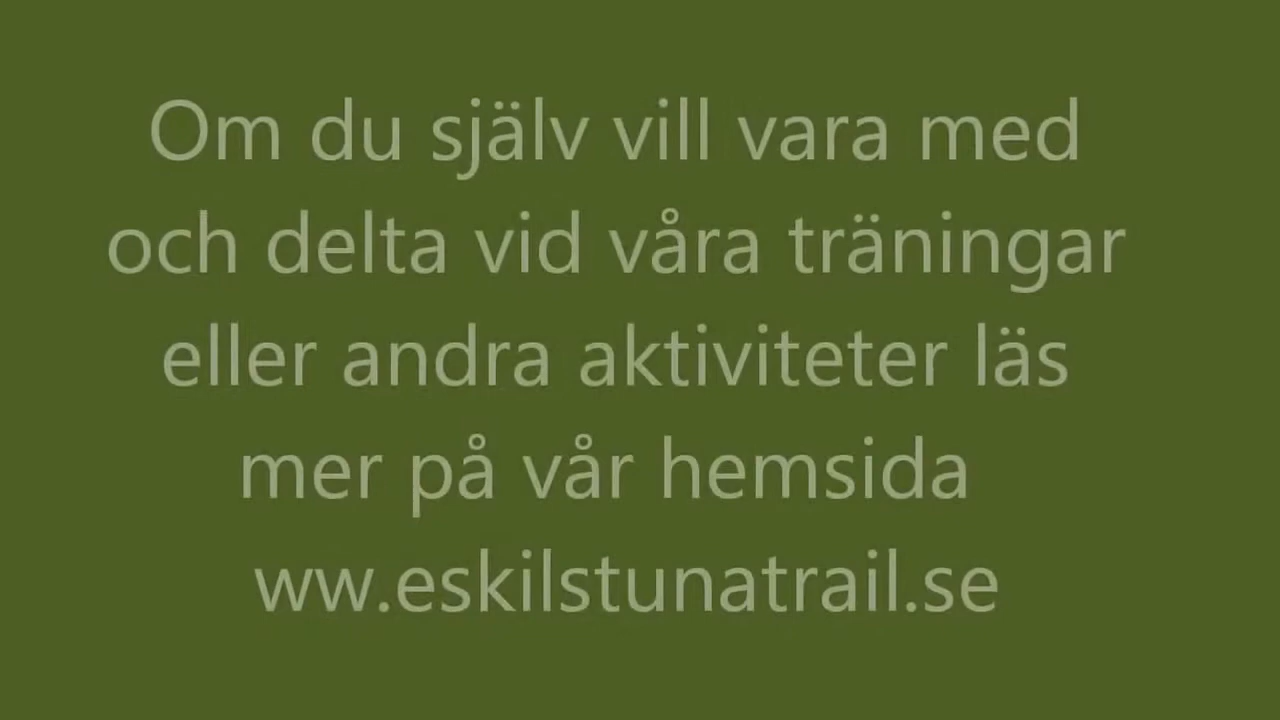 Om du själv vill vara med
och delta vid våra träningar
eller andra aktiviteter läs
mer på vår hemsida
ww.eskilstunatrail.se